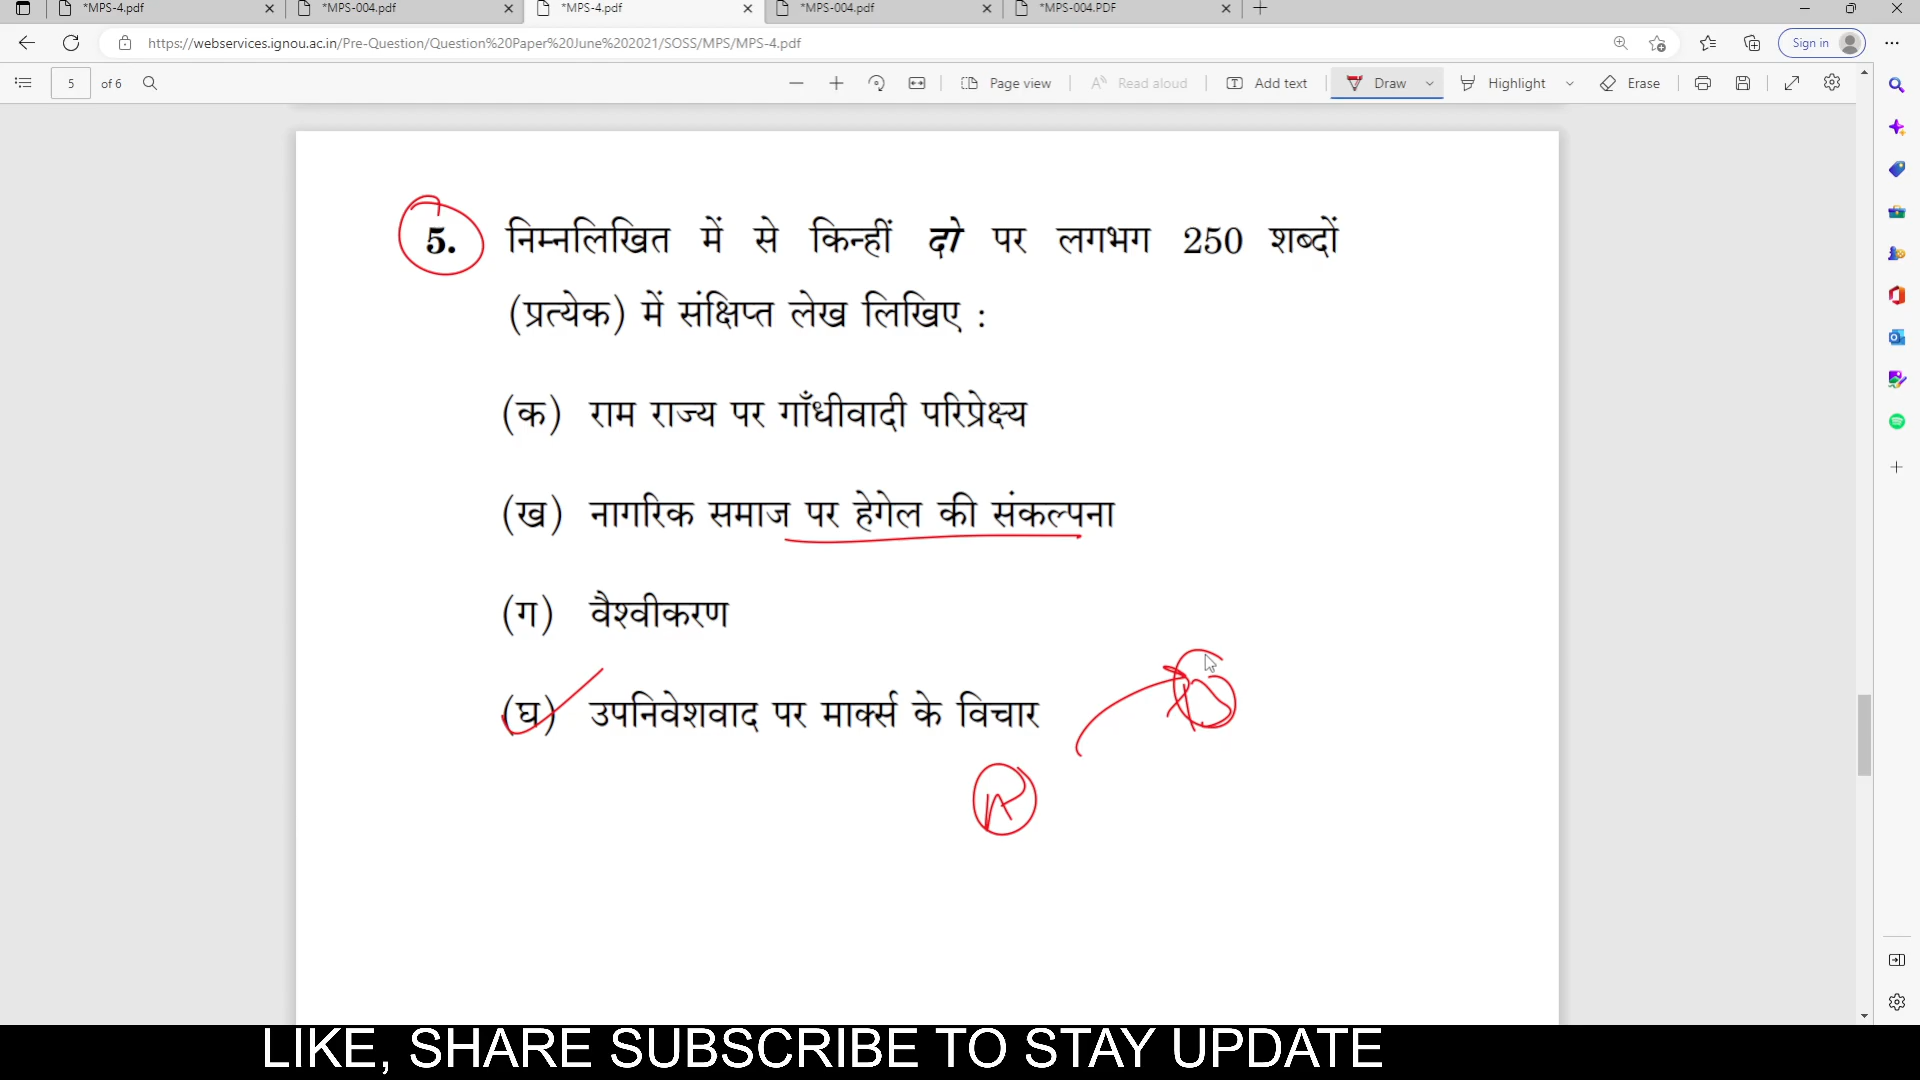 *MPS-4.pdf *MPS-004.pdf *MPS-4.pdf *MPS-004.pdf *MPS-004.PDF
https://webservices.ignou.ac.in/Pre-Question/Question%20Paper%20June%202021/SOSS/MPS/MPS-4.pdf Sign in
5 of 6 Page view Read aloud Add text Draw Highlight Erase
5. निम्नलिखित में से किन्हीं दो पर लगभग 250 शब्दों
(प्रत्येक) में संक्षिप्त लेख लिखिए :
(क) राम राज्य पर गाँधीवादी परिप्रेक्ष्य
(ख) नागरिक समाज पर हेगेल की संकल्पना
(ग) वैश्वीकरण
(घ) उपनिवेशवाद पर मार्क्स के विचार
LIKE, SHARE SUBSCRIBE TO STAY UPDATE